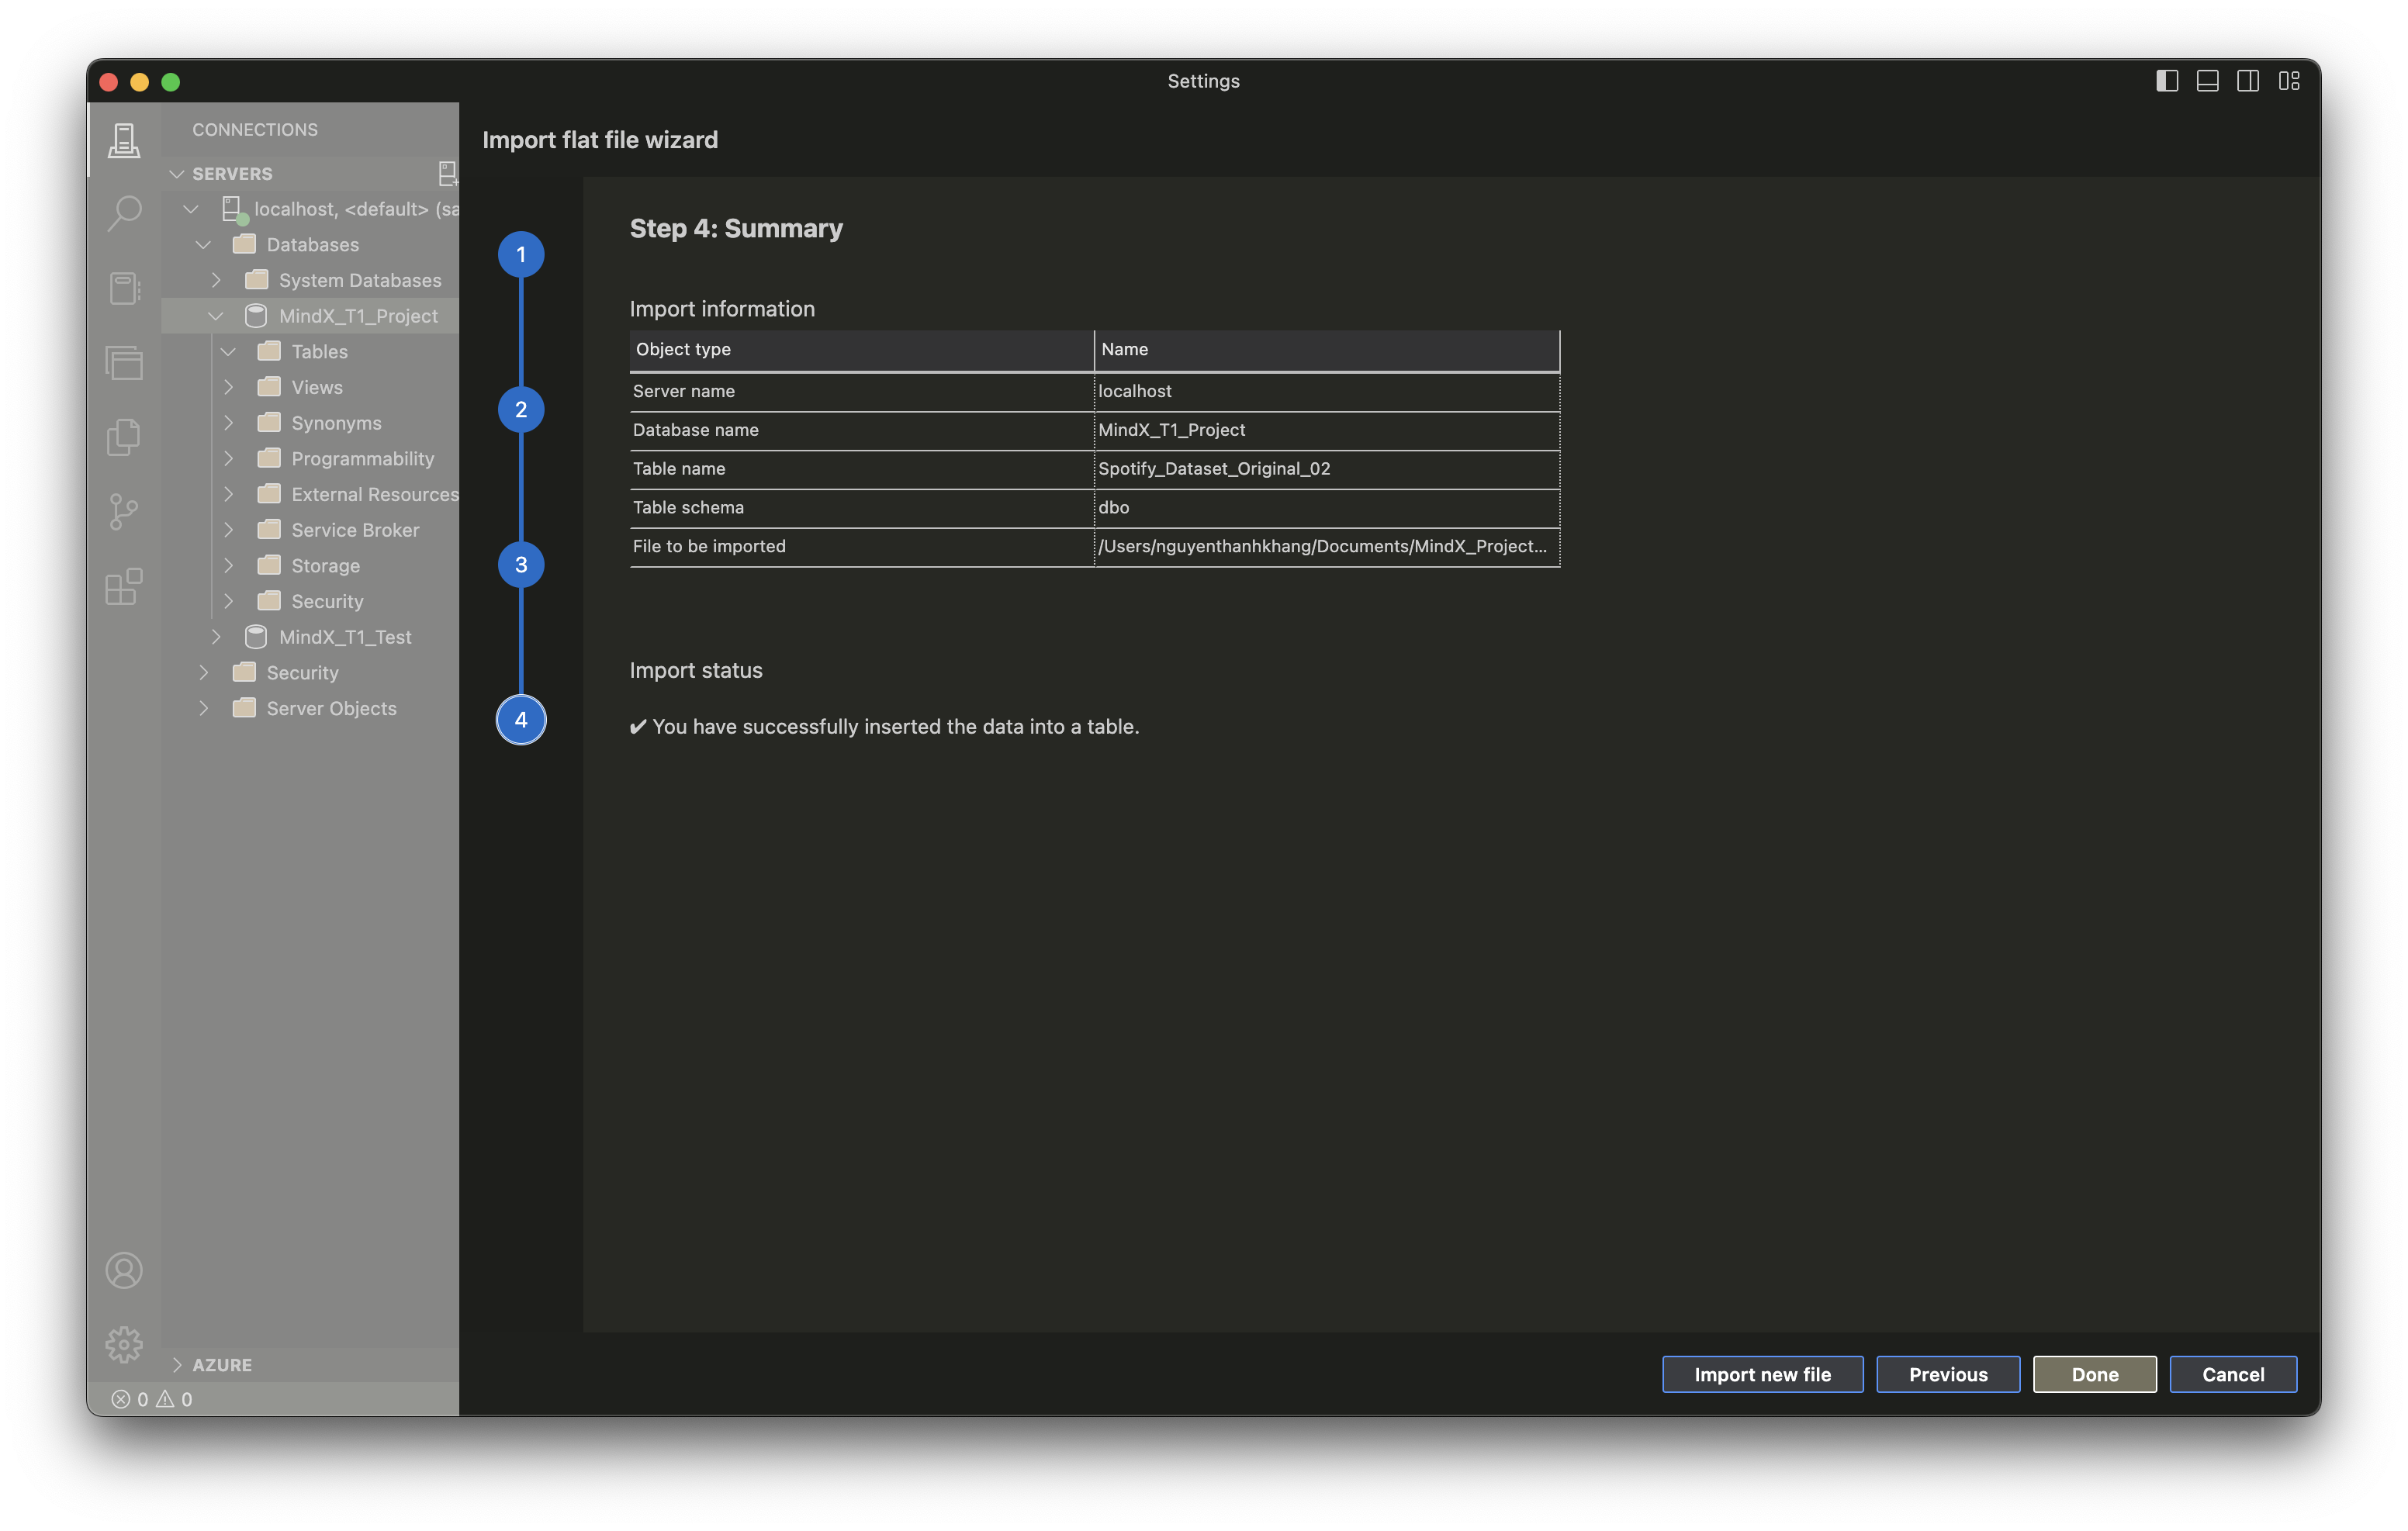 Settings
CONNECTIONS
SERVERS
localhost, <default> (sa
Databases
System Databases
MindX_T1_Project
Tables
Views
Synonyms
Programmability
External Resources
Service Broker
Storage
Security
MindX_T1_Test
Security
Server Objects
AZURE
0 0
Import flat file wizard
1
2
3
4
Step 4: Summary
Import information
Object type Name
Server name localhost
Database name MindX_T1_Project
Table name Spotify_Dataset_Original_02
Table schema dbo
File to be imported /Users/nguyenthanhkhang/Documents/MindX_Project...
Import status
✔ You have successfully inserted the data into a table.
Import new file Previous Done Cancel